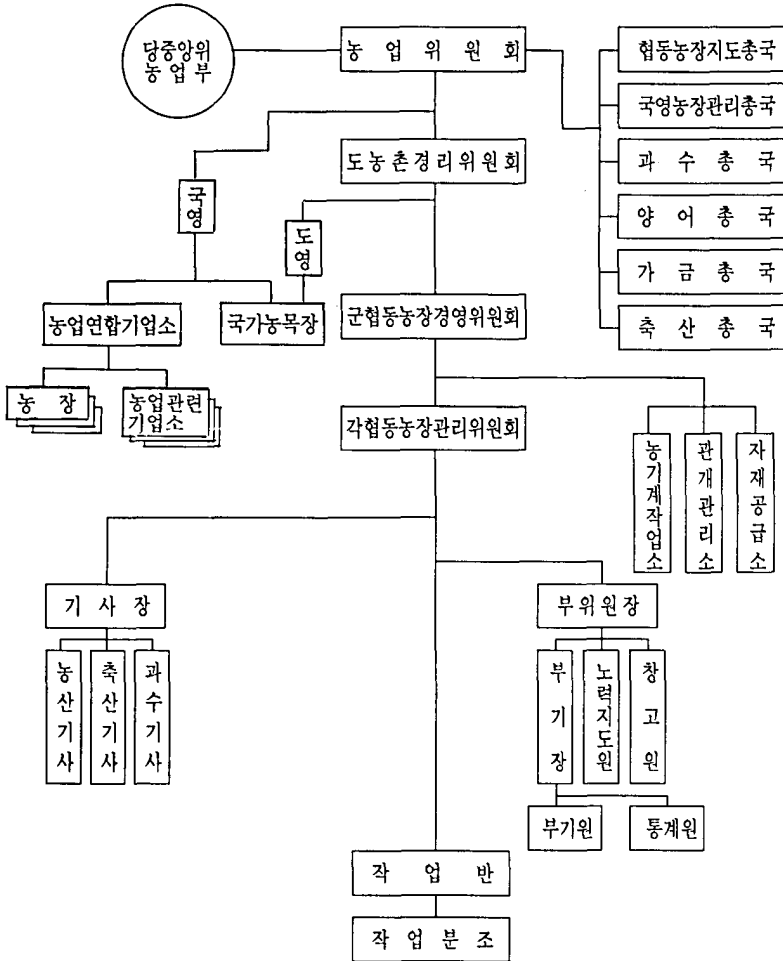 당중앙위
농업부
농업위원회
협동농장지도총국
국영농장관리총국
과수총국
양어총국
가금총국
축산총국
도농촌경리위원회
국영
도영
농업연합기업소
국가농목장
군협동농장경영위원회
농장
농업관련
기업소
각협동농장관리위원회
농기계작업소
관개관리소
자재공급소
기사장
부위원장
농산기사
축산기사
과수기사
부기장
노력지도원
창고원
부기원
통계원
작업반
작업분조